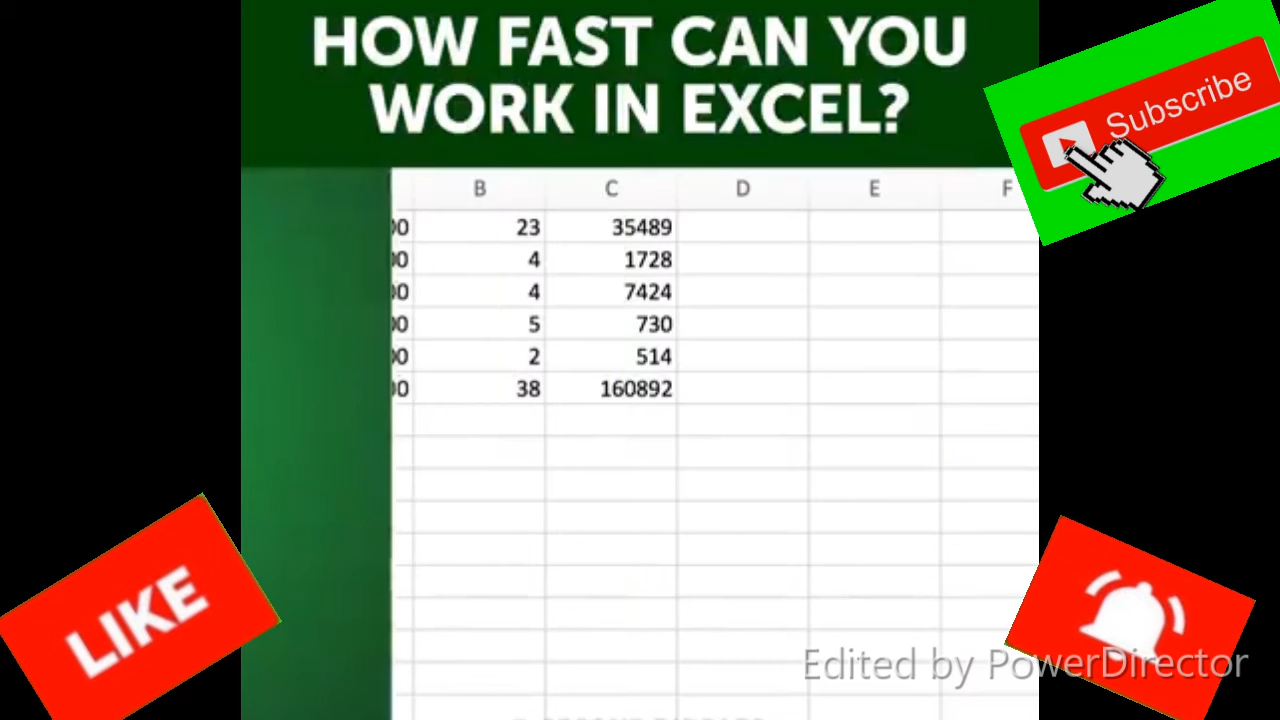 HOW FAST CAN YOU
WORK IN EXCEL?
Subscribe
B C D E F
23 35489
4 1728
4 7424
5 730
2 514
38 160892
LIKE
Edited by PowerDirector